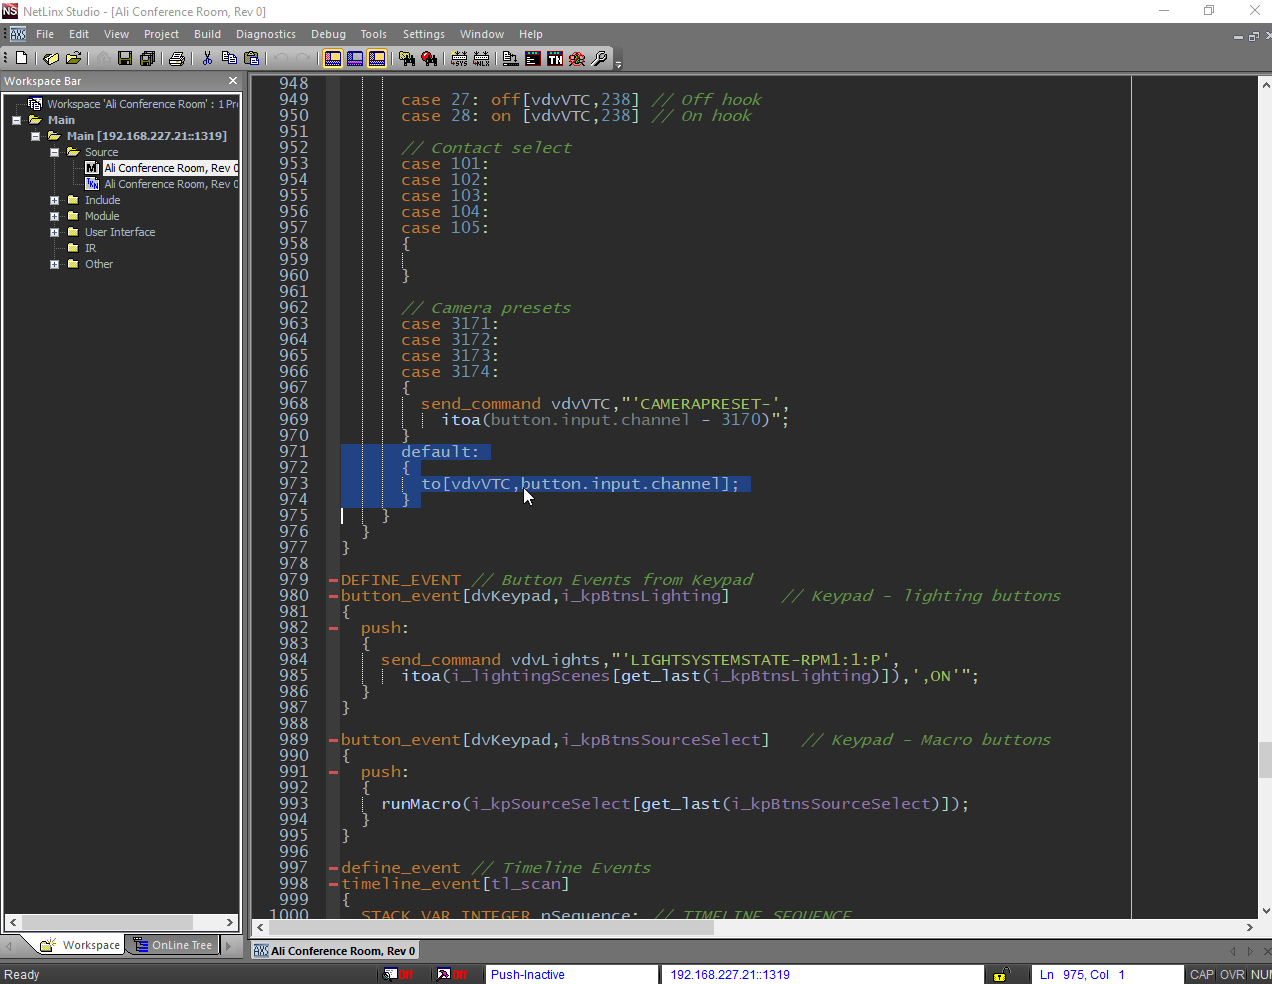 NS NetLinx Studio - [Ali Conference Room, Rev 0]
File Edit View Project Build Diagnostics Debug Tools Settings Window Help
Workspace Bar
Workspace 'Ali Conference Room' : 1 Pr
Main
Main [192.168.227.21::1319]
Source
Ali Conference Room, Rev 0
Ali Conference Room, Rev 0
Include
Module
User Interface
IR
Other
Workspace OnLine Tree
948
949 case 27: off[vdvVTC,238] // Off hook
950 case 28: on [vdvVTC,238] // On hook
951
952 // Contact select
953 case 101:
954 case 102:
955 case 103:
956 case 104:
957 case 105:
958 {
959
960 }
961
962 // Camera presets
963 case 3171:
964 case 3172:
965 case 3173:
966 case 3174:
967 {
968 send_command vdvVTC,"'CAMERAPRESET-',
969 itoa(button.input.channel - 3170)";
970 }
971 default:
972 {
973 to[vdvVTC,button.input.channel];
974 }
975 }
976 }
977 }
978
979 DEFINE_EVENT // Button Events from Keypad
980 button_event[dvKeypad,i_kpBtnsLighting] // Keypad - lighting buttons
981 {
982 push:
983 {
984 send_command vdvLights,"'LIGHTSYSTEMSTATE-RPM1:1:P',
985 itoa(i_lightingScenes[get_last(i_kpBtnsLighting)]),',ON'";
986 }
987 }
988
989 button_event[dvKeypad,i_kpBtnsSourceSelect] // Keypad - Macro buttons
990 {
991 push:
992 {
993 runMacro(i_kpSourceSelect[get_last(i_kpBtnsSourceSelect)]);
994 }
995 }
996
997 define_event // Timeline Events
998 timeline_event[tl_scan]
999 {
1000 STACK_VAR INTEGER nSequence; // TIMELINE SEQUENCE
Ali Conference Room, Rev 0
Ready Off Off Push-Inactive 192.168.227.21::1319 Ln 975, Col 1 CAP OVR NUM